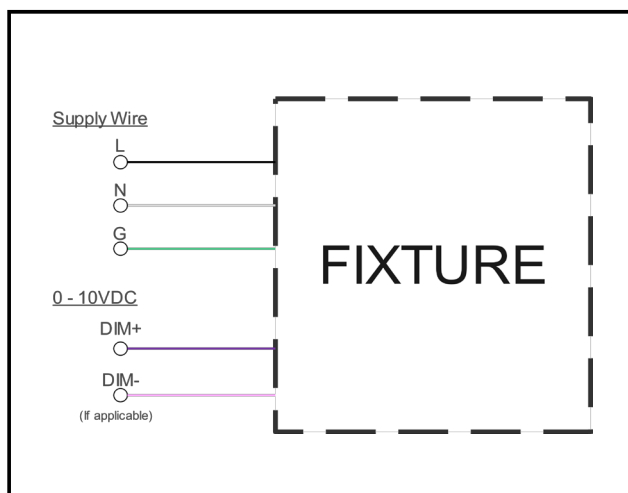 Supply Wire
L
N
G
FIXTURE
0 - 10VDC
DIM+
DIM-
(If applicable)